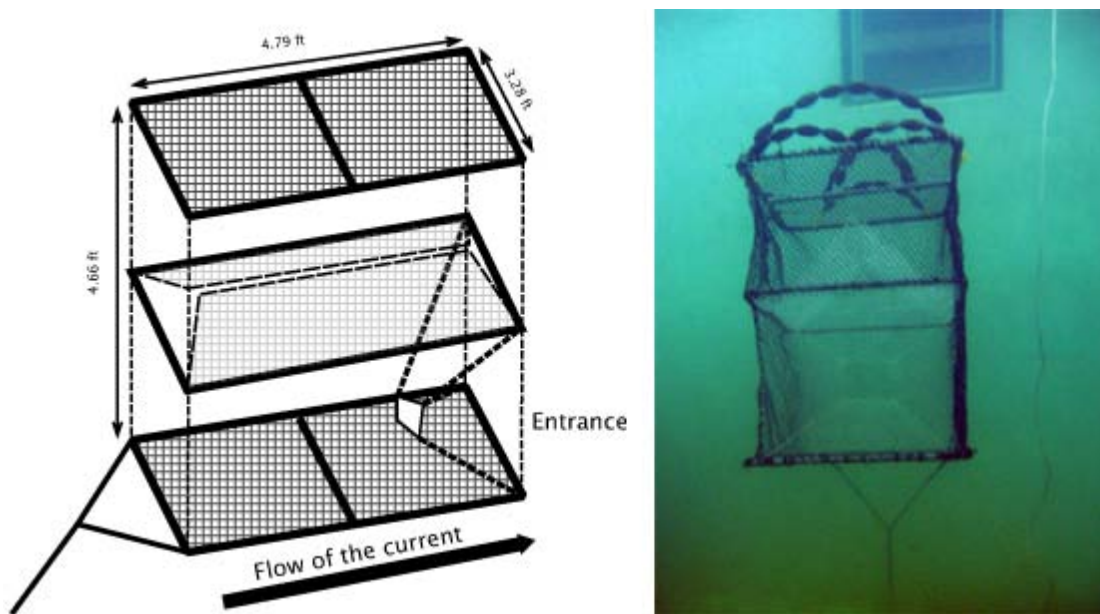 4.79 ft
3.28 ft
4.66 ft
Entrance
Flow of the current